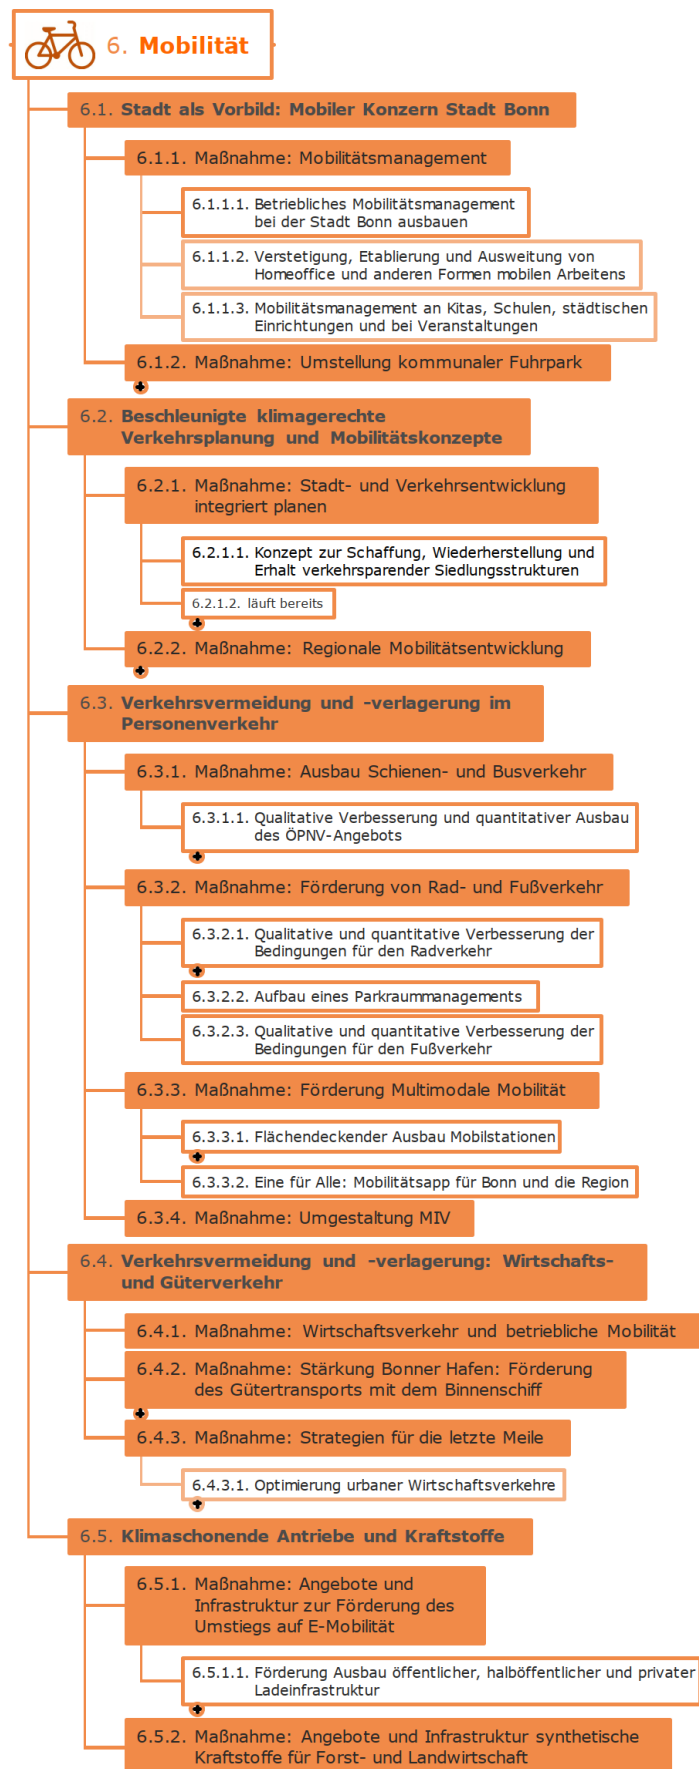 6. Mobilität
6.1. Stadt als Vorbild: Mobiler Konzern Stadt Bonn
6.1.1. Maßnahme: Mobilitätsmanagement
6.1.1.1. Betriebliches Mobilitätsmanagement
bei der Stadt Bonn ausbauen
6.1.1.2. Verstetigung, Etablierung und Ausweitung von
Homeoffice und anderen Formen mobilen Arbeitens
6.1.1.3. Mobilitätsmanagement an Kitas, Schulen, städtischen
Einrichtungen und bei Veranstaltungen
6.1.2. Maßnahme: Umstellung kommunaler Fuhrpark
6.2. Beschleunigte klimagerechte
Verkehrsplanung und Mobilitätskonzepte
6.2.1. Maßnahme: Stadt- und Verkehrsentwicklung
integriert planen
6.2.1.1. Konzept zur Schaffung, Wiederherstellung und
Erhalt verkehrsparender Siedlungsstrukturen
6.2.1.2. läuft bereits
6.2.2. Maßnahme: Regionale Mobilitätsentwicklung
6.3. Verkehrsvermeidung und -verlagerung im
Personenverkehr
6.3.1. Maßnahme: Ausbau Schienen- und Busverkehr
6.3.1.1. Qualitative Verbesserung und quantitativer Ausbau
des ÖPNV-Angebots
6.3.2. Maßnahme: Förderung von Rad- und Fußverkehr
6.3.2.1. Qualitative und quantitative Verbesserung der
Bedingungen für den Radverkehr
6.3.2.2. Aufbau eines Parkraummanagements
6.3.2.3. Qualitative und quantitative Verbesserung der
Bedingungen für den Fußverkehr
6.3.3. Maßnahme: Förderung Multimodale Mobilität
6.3.3.1. Flächendeckender Ausbau Mobilstationen
6.3.3.2. Eine für Alle: Mobilitätsapp für Bonn und die Region
6.3.4. Maßnahme: Umgestaltung MIV
6.4. Verkehrsvermeidung und -verlagerung: Wirtschafts-
und Güterverkehr
6.4.1. Maßnahme: Wirtschaftsverkehr und betriebliche Mobilität
6.4.2. Maßnahme: Stärkung Bonner Hafen: Förderung
des Gütertransports mit dem Binnenschiff
6.4.3. Maßnahme: Strategien für die letzte Meile
6.4.3.1. Optimierung urbaner Wirtschaftsverkehre
6.5. Klimaschonende Antriebe und Kraftstoffe
6.5.1. Maßnahme: Angebote und
Infrastruktur zur Förderung des
Umstiegs auf E-Mobilität
6.5.1.1. Förderung Ausbau öffentlicher, halböffentlicher und privater
Ladeinfrastruktur
6.5.2. Maßnahme: Angebote und Infrastruktur synthetische
Kraftstoffe für Forst- und Landwirtschaft